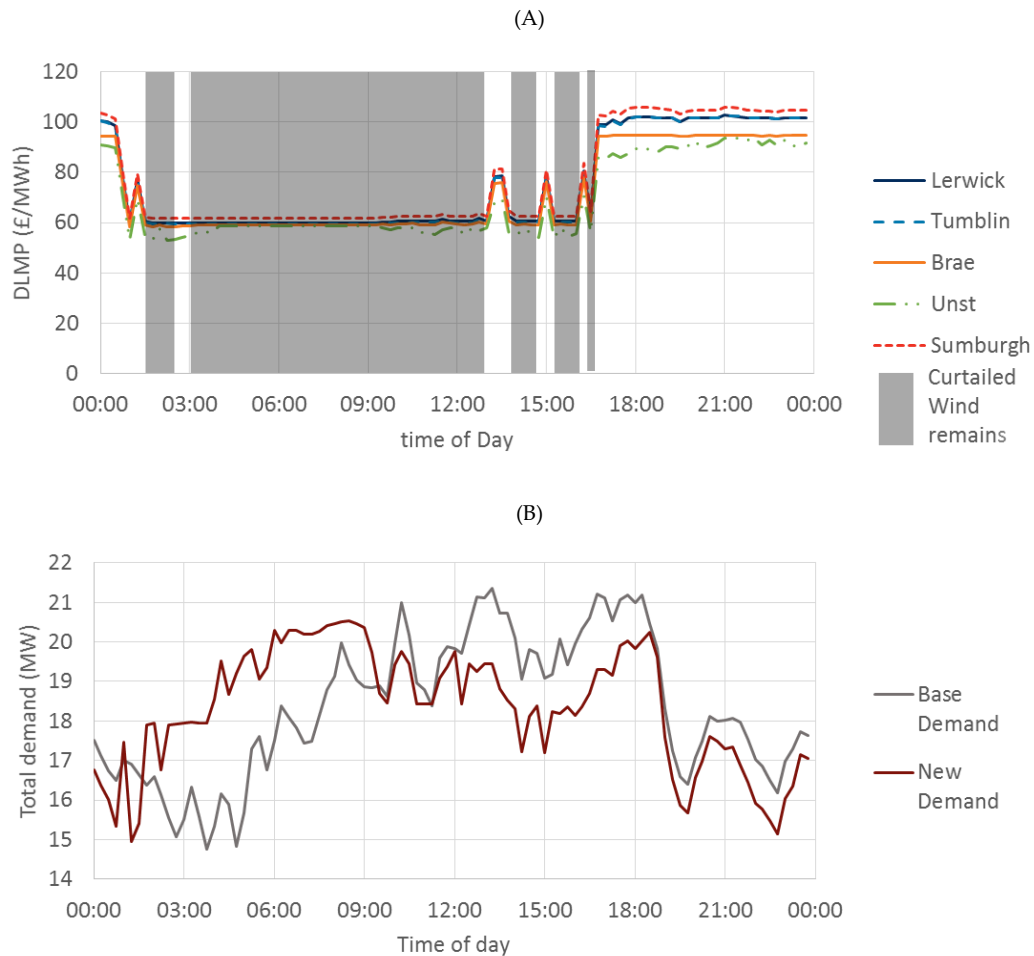 (A)
DLMP (£/MWh)
120
100
80
60
40
20
0
00:00 03:00 06:00 09:00 12:00 15:00 18:00 21:00 00:00
time of Day
Lerwick
Tumblin
Brae
Unst
Sumburgh
Curtailed
Wind
remains
(B)
Total demand (MW)
22
21
20
19
18
17
16
15
14
00:00 03:00 06:00 09:00 12:00 15:00 18:00 21:00 00:00
Time of day
Base
Demand
New
Demand